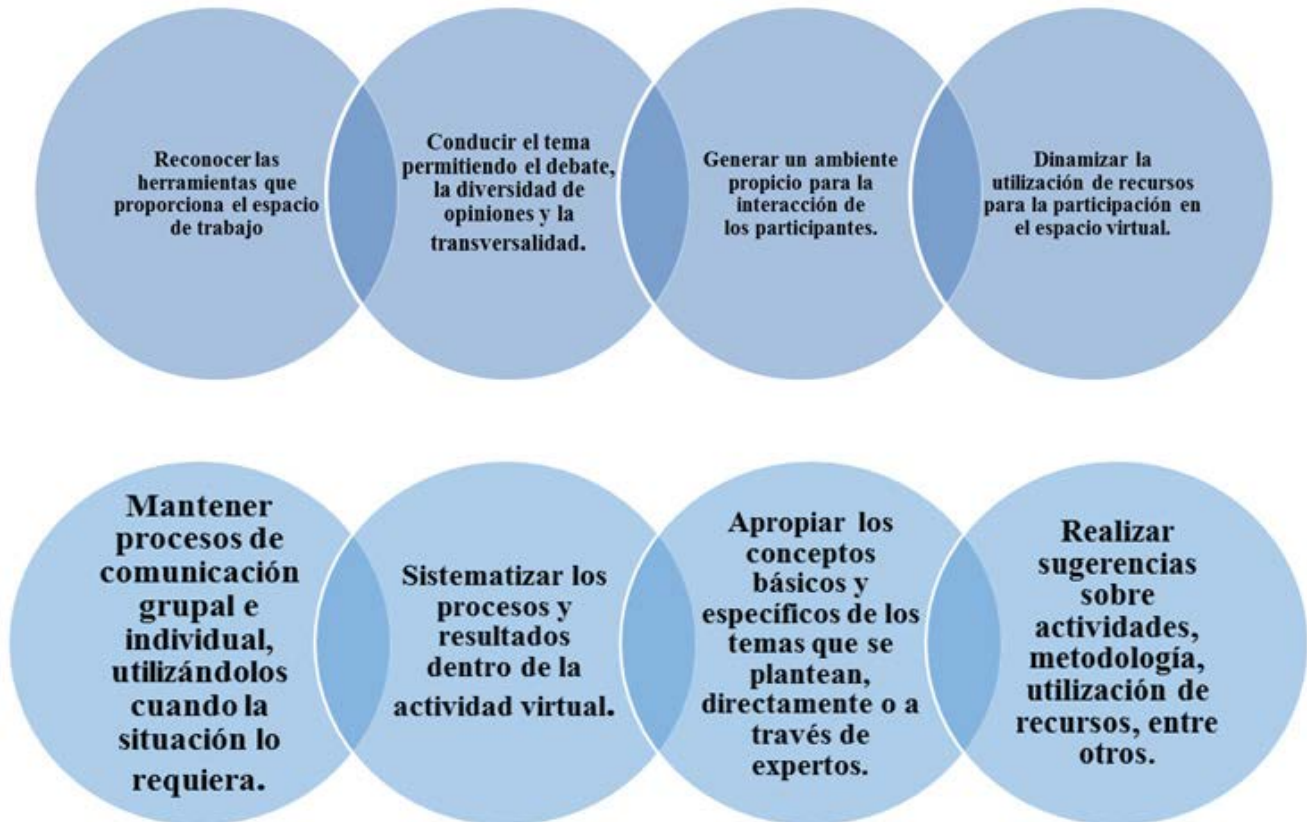 Reconocer las
herramientas que
proporciona el espacio
de trabajo
Conducir el tema
permitiendo el debate,
la diversidad de
opiniones y la
transversalidad.
Generar un ambiente
propicio para la
interacción de
los participantes.
Dinamizar la
utilización de recursos
para la participación en
el espacio virtual.
Mantener
procesos de
comunicación
grupal e
individual,
utilizándolos
cuando la
situación lo
requiera.
Sistematizar los
procesos y
resultados
dentro de la
actividad virtual.
Apropiar los
conceptos
básicos y
específicos de los
temas que se
plantean,
directamente o a
través de
expertos.
Realizar
sugerencias
sobre
actividades,
metodología,
utilización de
recursos, entre
otros.